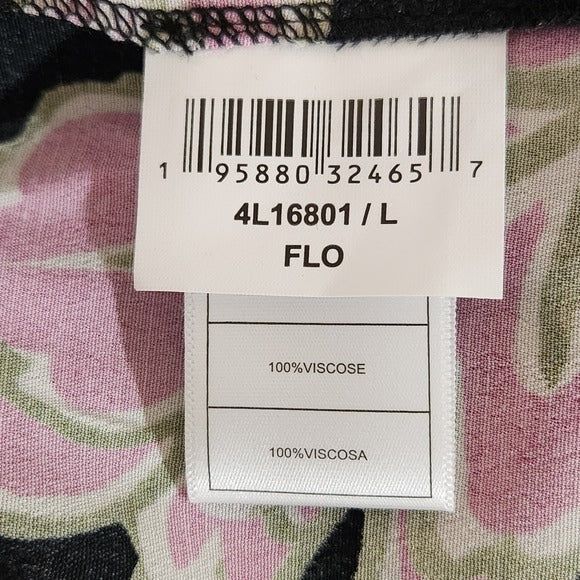 1 95880 32465 7
4L16801 / L
FLO
100%VISCOSE
100%VISCOSA